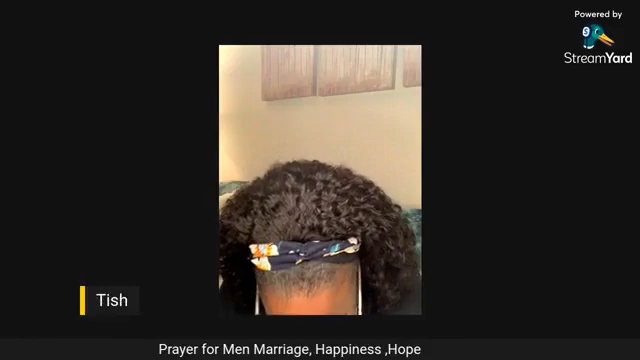 Powered by
StreamYard
Tish
Prayer for Men Marriage, Happiness ,Hope